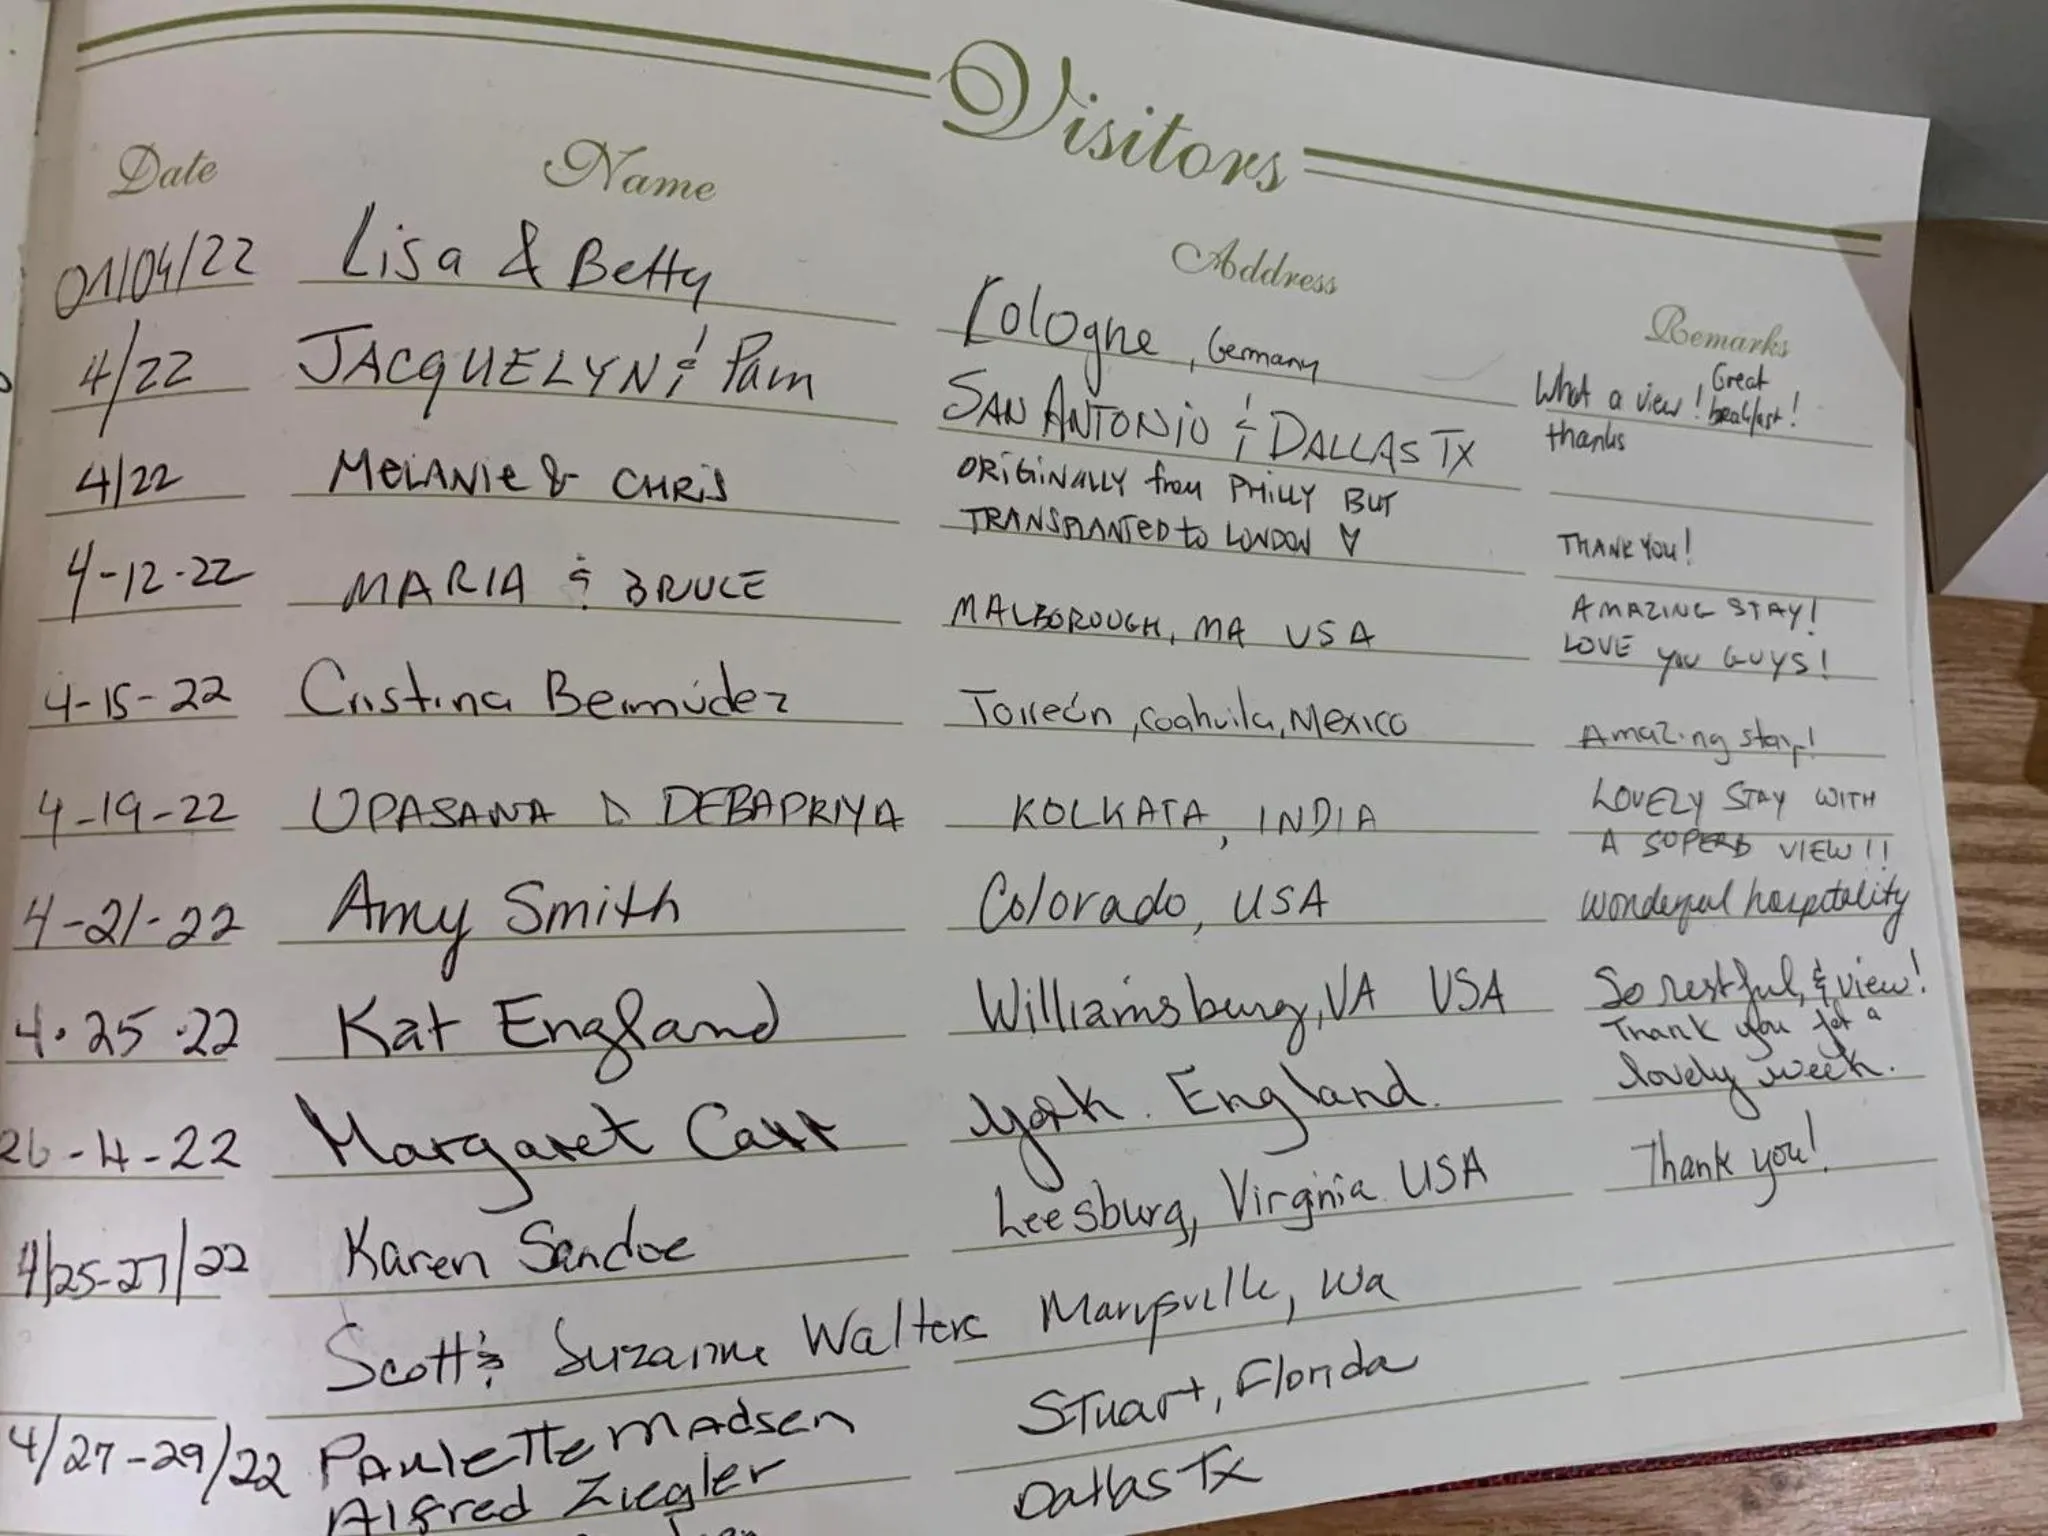 Visitors
Date Name Address Remarks
01/04/22 Lisa & Betty Cologne, Germany What a view! Great breakfast!
thanks
4/22 JACQUELYN & Pam SAN ANTONIO & DALLAS TX
4/22 MELANIE & CHRIS ORIGINALLY from PHILLY BUT
TRANSPLANTED to LONDON THANK YOU!
4-12-22 MARIA & BRUCE MALBOROUGH, MA USA AMAZING STAY!
LOVE you GUYS!
4-15-22 Cristina Bermúdez Torreón, Coahuila, Mexico Amazing stay!
4-19-22 UPASANA & DEBAPRIYA KOLKATA, INDIA LOVELY STAY WITH
A SUPERB VIEW!!
4-21-22 Amy Smith Colorado, USA wonderful hospitality
4.25.22 Kat England Williamsburg, VA USA So restful, & view!
Thank you for a
lovely week.
26-4-22 Margaret Carr York. England.
4/25-27/22 Karen Sandoe Leesburg, Virginia USA Thank you!
Scott & Suzanne Walters Marysville, Wa
4/27-29/22 Paulette Madsen Stuart, Florida
Alfred Ziegler Dallas TX